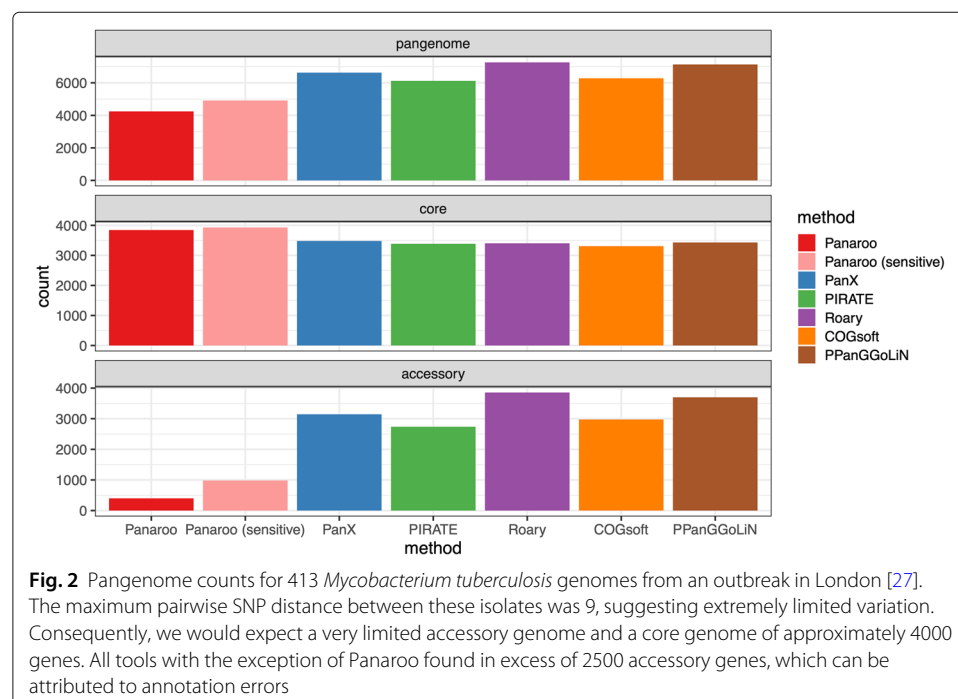 pangenome
6000
4000
2000
0
core
4000
3000
2000
1000
0
accessory
4000
3000
2000
1000
0
count
Panaroo Panaroo (sensitive) PanX PIRATE Roary COGsoft PPanGGoLiN
method
method
Panaroo
Panaroo (sensitive)
PanX
PIRATE
Roary
COGsoft
PPanGGoLiN
Fig. 2 Pangenome counts for 413 Mycobacterium tuberculosis genomes from an outbreak in London [27].
The maximum pairwise SNP distance between these isolates was 9, suggesting extremely limited variation.
Consequently, we would expect a very limited accessory genome and a core genome of approximately 4000
genes. All tools with the exception of Panaroo found in excess of 2500 accessory genes, which can be
attributed to annotation errors